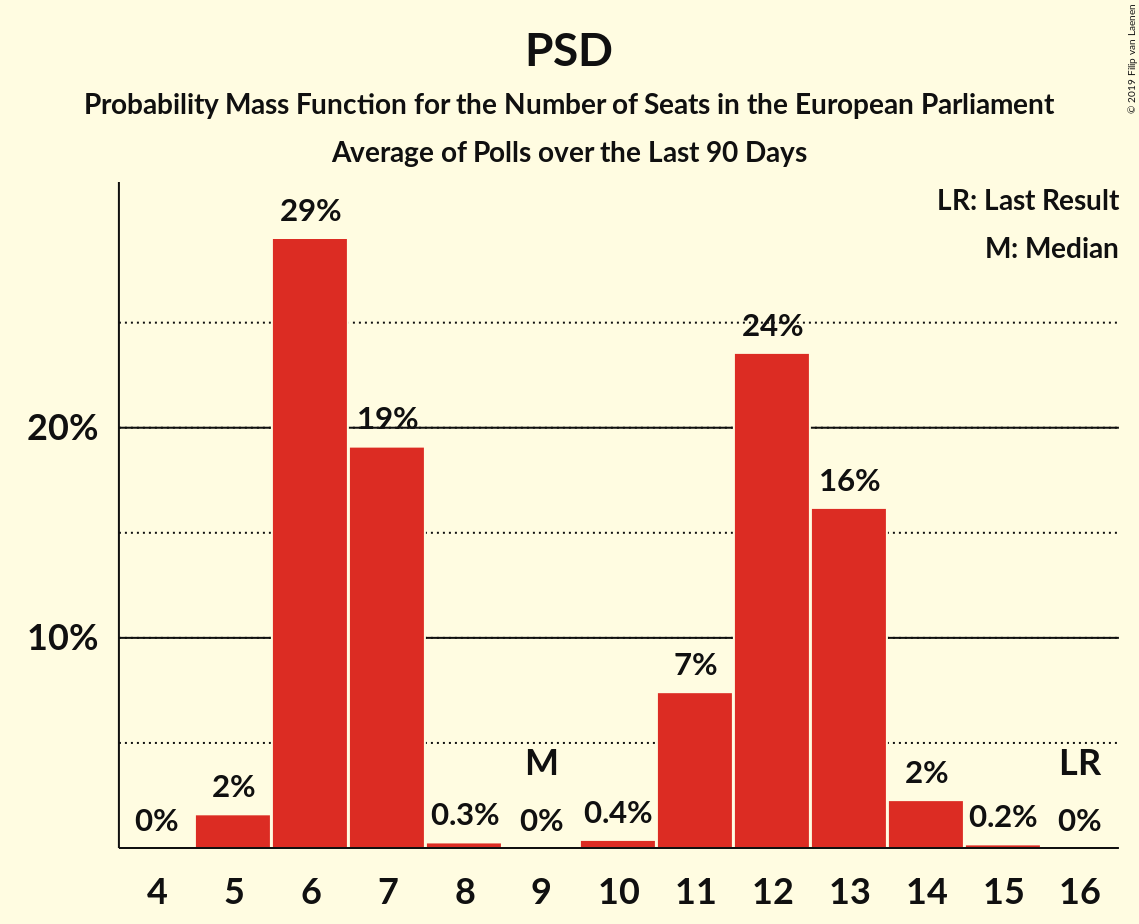 PSD
Probability Mass Function for the Number of Seats in the European Parliament
Average of Polls over the Last 90 Days
© 2019 Filip van Laenen
LR: Last Result
M: Median
20%
10%
0%
2%
29%
19%
0.3%
M
0%
0.4%
7%
24%
16%
2%
0.2%
LR
0%
4 5 6 7 8 9 10 11 12 13 14 15 16